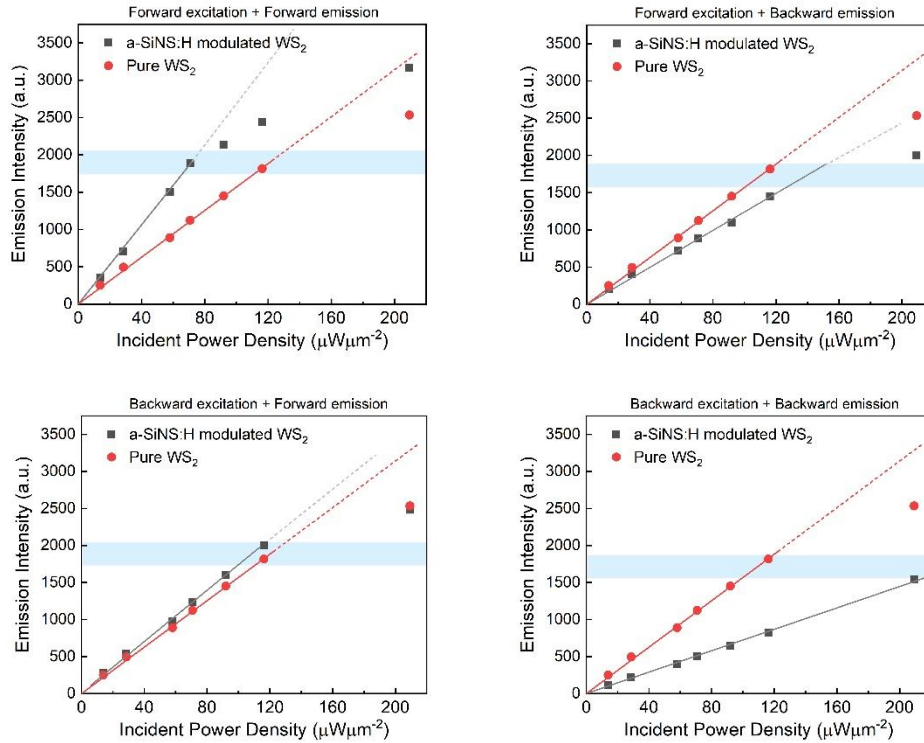 Forward excitation + Forward emission
3500
3000
2500
2000
1500
1000
500
0
a-SiNS:H modulated WS₂
Pure WS₂
Emission Intensity (a.u.)
0 40 80 120 160 200
Incident Power Density (μWμm⁻²)
Forward excitation + Backward emission
3500
3000
2500
2000
1500
1000
500
0
a-SiNS:H modulated WS₂
Pure WS₂
Emission Intensity (a.u.)
0 40 80 120 160 200
Incident Power Density (μWμm⁻²)
Backward excitation + Forward emission
3500
3000
2500
2000
1500
1000
500
0
a-SiNS:H modulated WS₂
Pure WS₂
Emission Intensity (a.u.)
0 40 80 120 160 200
Incident Power Density (μWμm⁻²)
Backward excitation + Backward emission
3500
3000
2500
2000
1500
1000
500
0
a-SiNS:H modulated WS₂
Pure WS₂
Emission Intensity (a.u.)
0 40 80 120 160 200
Incident Power Density (μWμm⁻²)